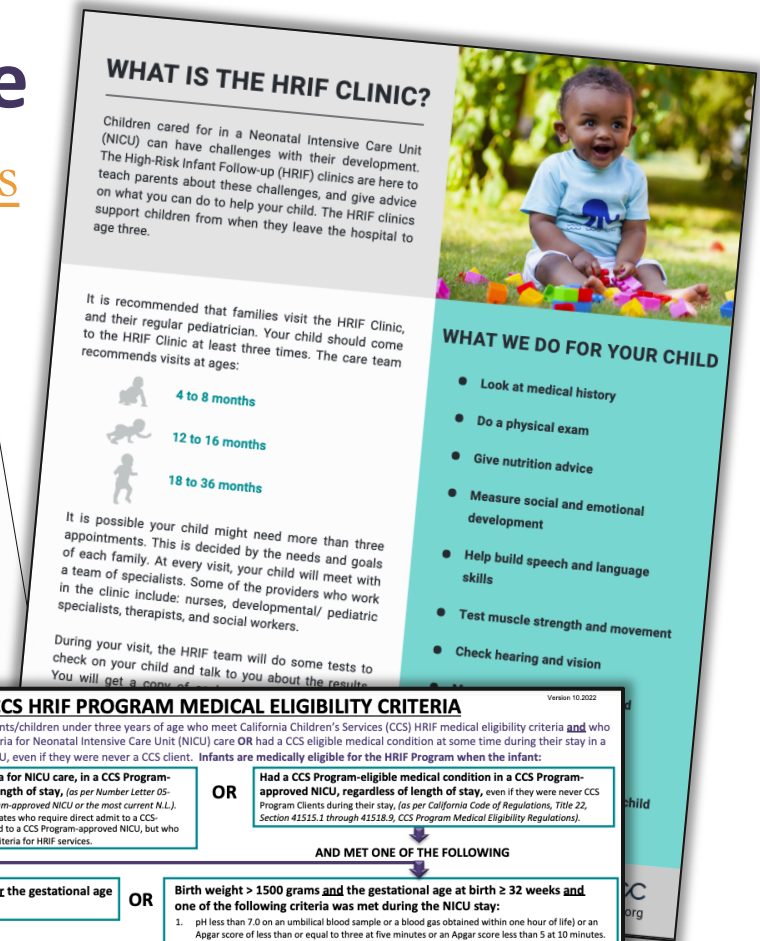 e
s
WHAT IS THE HRIF CLINIC?
Children cared for in a Neonatal Intensive Care Unit
(NICU) can have challenges with their development.
The High-Risk Infant Follow-up (HRIF) clinics are here to
teach parents about these challenges, and give advice
on what you can do to help your child. The HRIF clinics
support children from when they leave the hospital to
age three.
It is recommended that families visit the HRIF Clinic,
and their regular pediatrician. Your child should come
to the HRIF Clinic at least three times. The care team
recommends visits at ages:
4 to 8 months
12 to 16 months
18 to 36 months
It is possible your child might need more than three
appointments. This is decided by the needs and goals
of each family. At every visit, your child will meet with
a team of specialists. Some of the providers who work
in the clinic include: nurses, developmental/ pediatric
specialists, therapists, and social workers.
During your visit, the HRIF team will do some tests to
check on your child and talk to you about the results.
You will get a copy of
WHAT WE DO FOR YOUR CHILD
● Look at medical history
● Do a physical exam
● Give nutrition advice
● Measure social and emotional
development
● Help build speech and language
skills
● Test muscle strength and movement
● Check hearing and vision
d
child
org
Version 10.2022
CCS HRIF PROGRAM MEDICAL ELIGIBILITY CRITERIA
nts/children under three years of age who meet California Children's Services (CCS) HRIF medical eligibility criteria and who
eria for Neonatal Intensive Care Unit (NICU) care OR had a CCS eligible medical condition at some time during their stay in a
U, even if they were never a CCS client. Infants are medically eligible for the HRIF Program when the infant:
a for NICU care, in a CCS Program-
ngth of stay, (as per Number Letter 05-
m-approved NICU or the most current N.L.).
ates who require direct admit to a CCS-
d to a CCS Program-approved NICU, but who
iteria for HRIF services.
OR
Had a CCS Program-eligible medical condition in a CCS Program-
approved NICU, regardless of length of stay, even if they were never CCS
Program Clients during their stay, (as per California Code of Regulations, Title 22,
Section 41515.1 through 41518.9, CCS Program Medical Eligibility Regulations).
AND MET ONE OF THE FOLLOWING
r the gestational age
OR
Birth weight > 1500 grams and the gestational age at birth ≥ 32 weeks and
one of the following criteria was met during the NICU stay:
1. pH less than 7.0 on an umbilical blood sample or a blood gas obtained within one hour of life) or an
Apgar score of less than or equal to three at five minutes or an Apgar score less than 5 at 10 minutes.